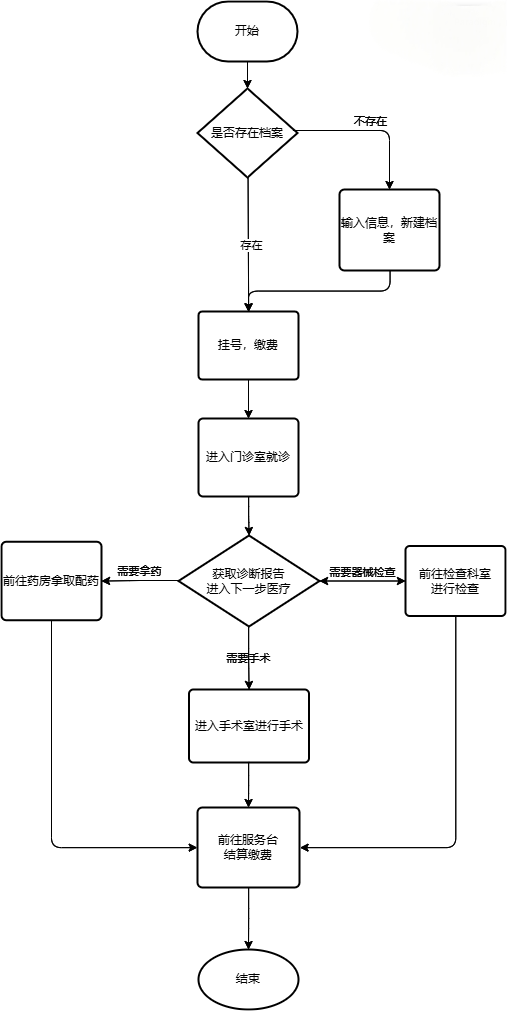 开始
是否存在档案
不存在
输入信息，新建档
案
存在
挂号，缴费
进入门诊室就诊
前往药房拿取配药
需要拿药
获取诊断报告
进入下一步医疗
需要器械检查
前往检查科室
进行检查
需要手术
进入手术室进行手术
前往服务台
结算缴费
结束